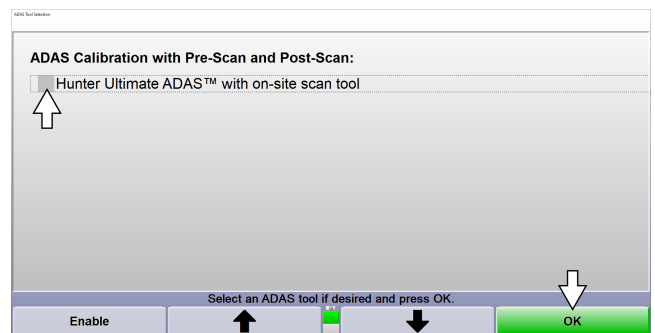 ADAS Tool Selection
ADAS Calibration with Pre-Scan and Post-Scan:
Hunter Ultimate ADAS™ with on-site scan tool
Select an ADAS tool if desired and press OK.
Enable
OK